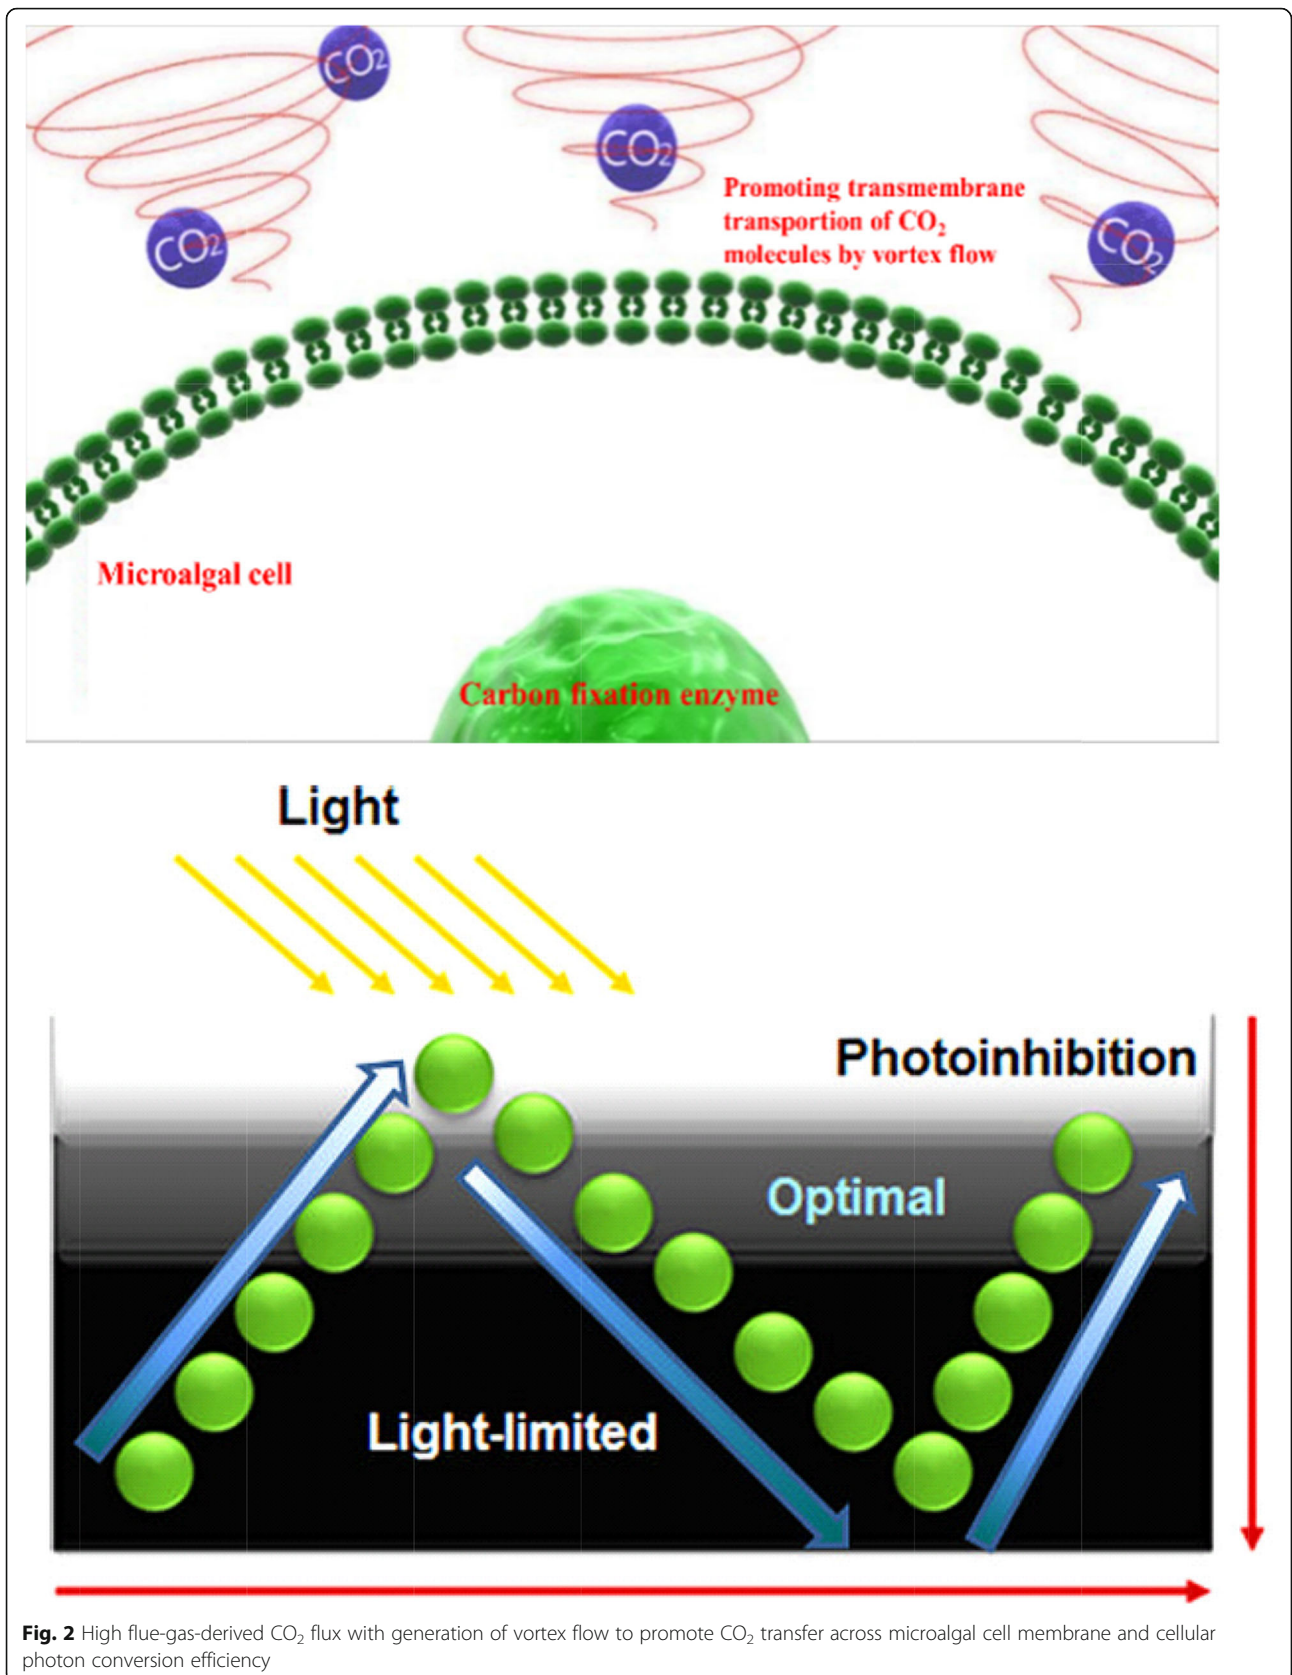 CO2
CO2
CO2
CO2
Promoting transmembrane
transportion of CO2
molecules by vortex flow
Microalgal cell
Carbon fixation enzyme
Light
Photoinhibition
Optimal
Light-limited
Fig. 2 High flue-gas-derived CO2 flux with generation of vortex flow to promote CO2 transfer across microalgal cell membrane and cellular
photon conversion efficiency